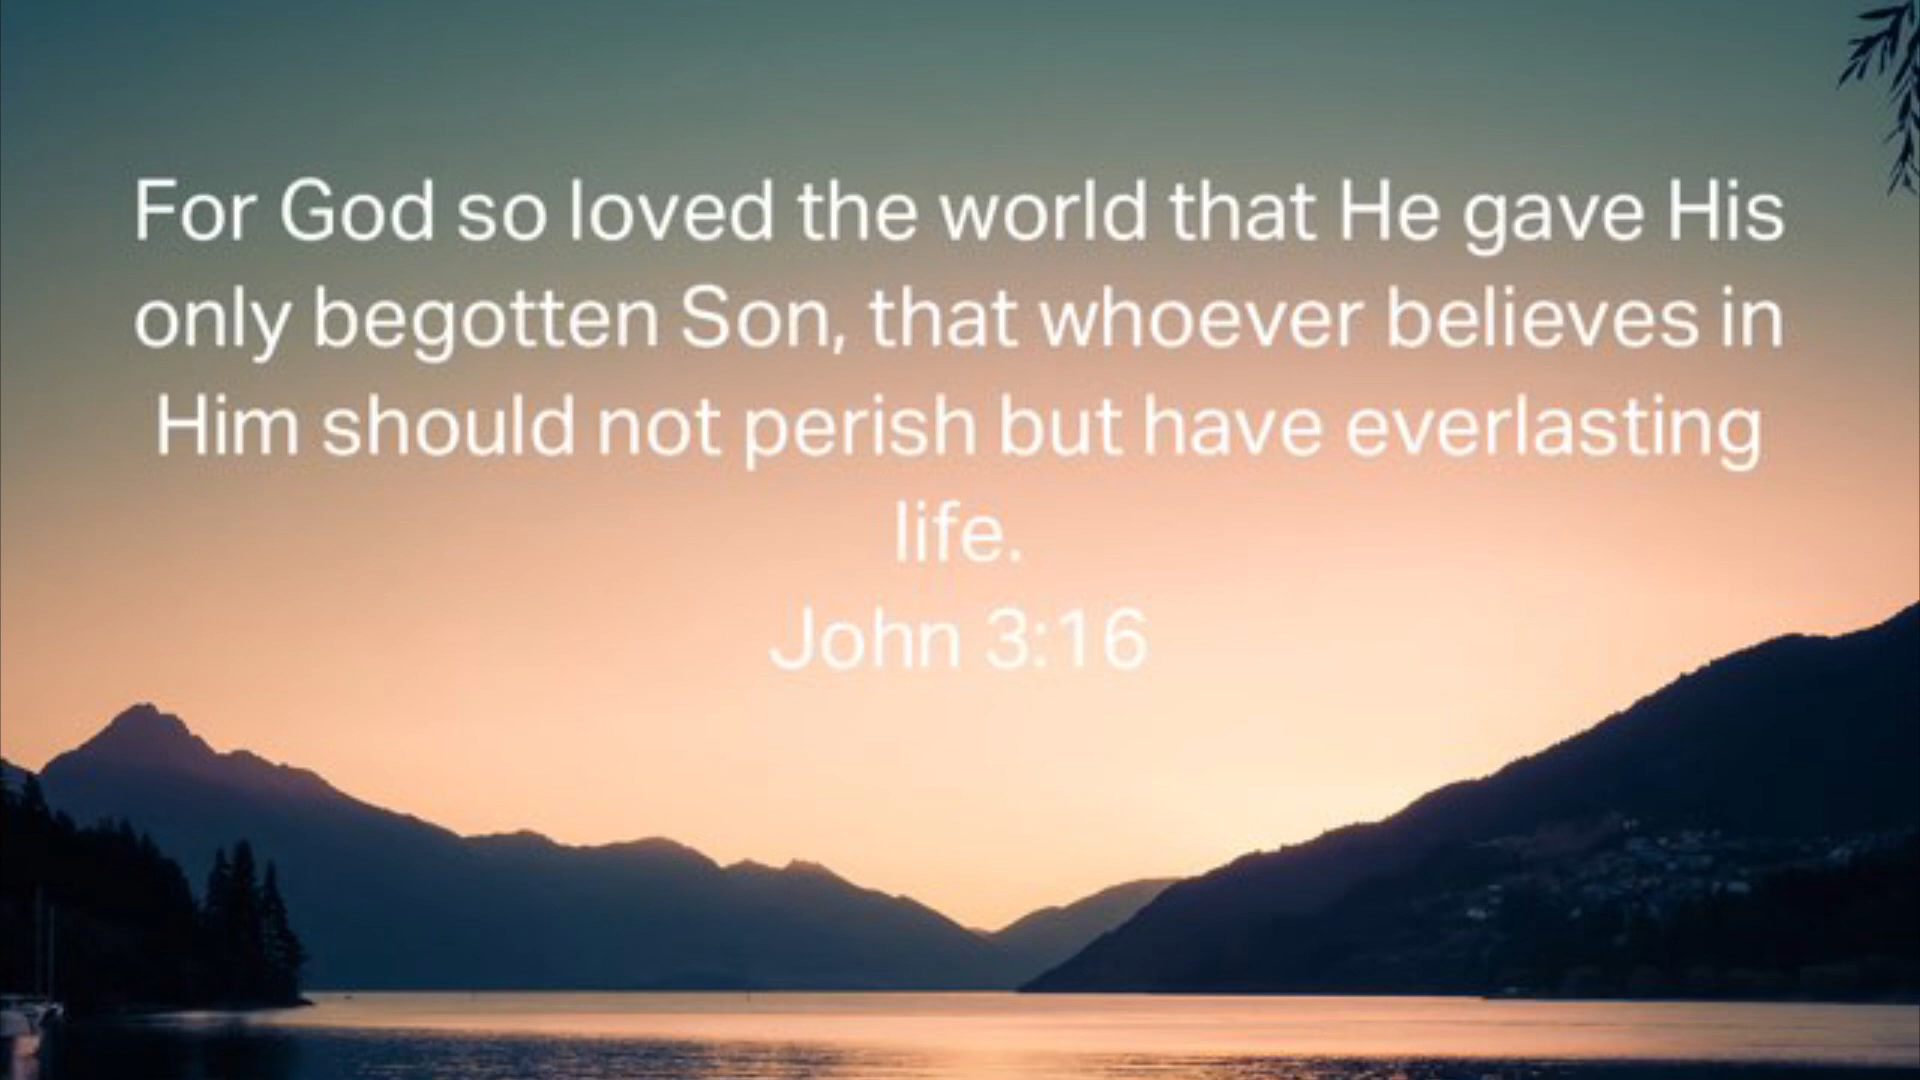 For God so loved the world that He gave His
only begotten Son, that whoever believes in
Him should not perish but have everlasting
life.
John 3:16